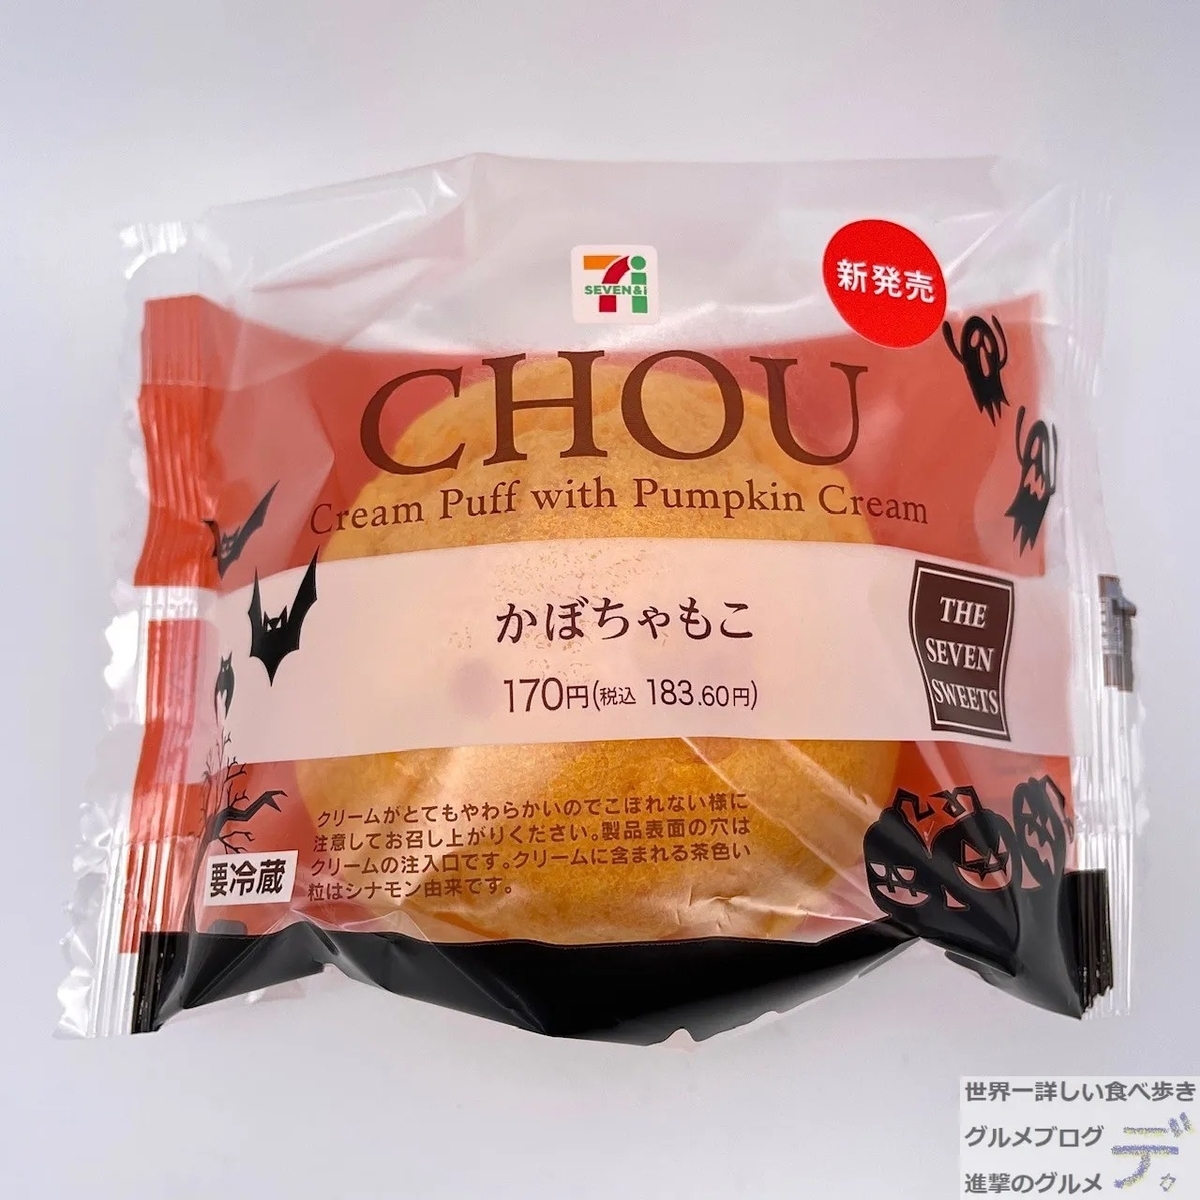 SEVEN&i
新発売
CHOU
Cream Puff with Pumpkin Cream
かぼちゃもこ
170円(税込 183.60円)
THE
SEVEN
SWEETS
クリームがとてもやわらかいのでこぼれない様に
注意してお召し上がりください。製品表面の穴は
クリームの注入口です。クリームに含まれる茶色い
粒はシナモン由来です。
要冷蔵
世界一詳しい食べ歩き
グルメブログ
進撃のグルメ
デカ